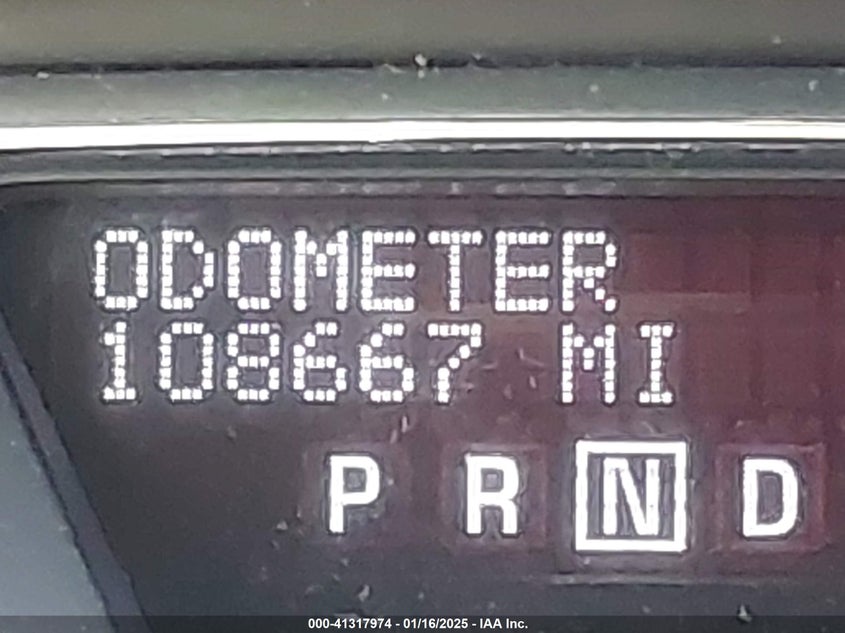 ODOMETER
108667 MI
P R N D
000-41317974 - 01/16/2025 - IAA Inc.